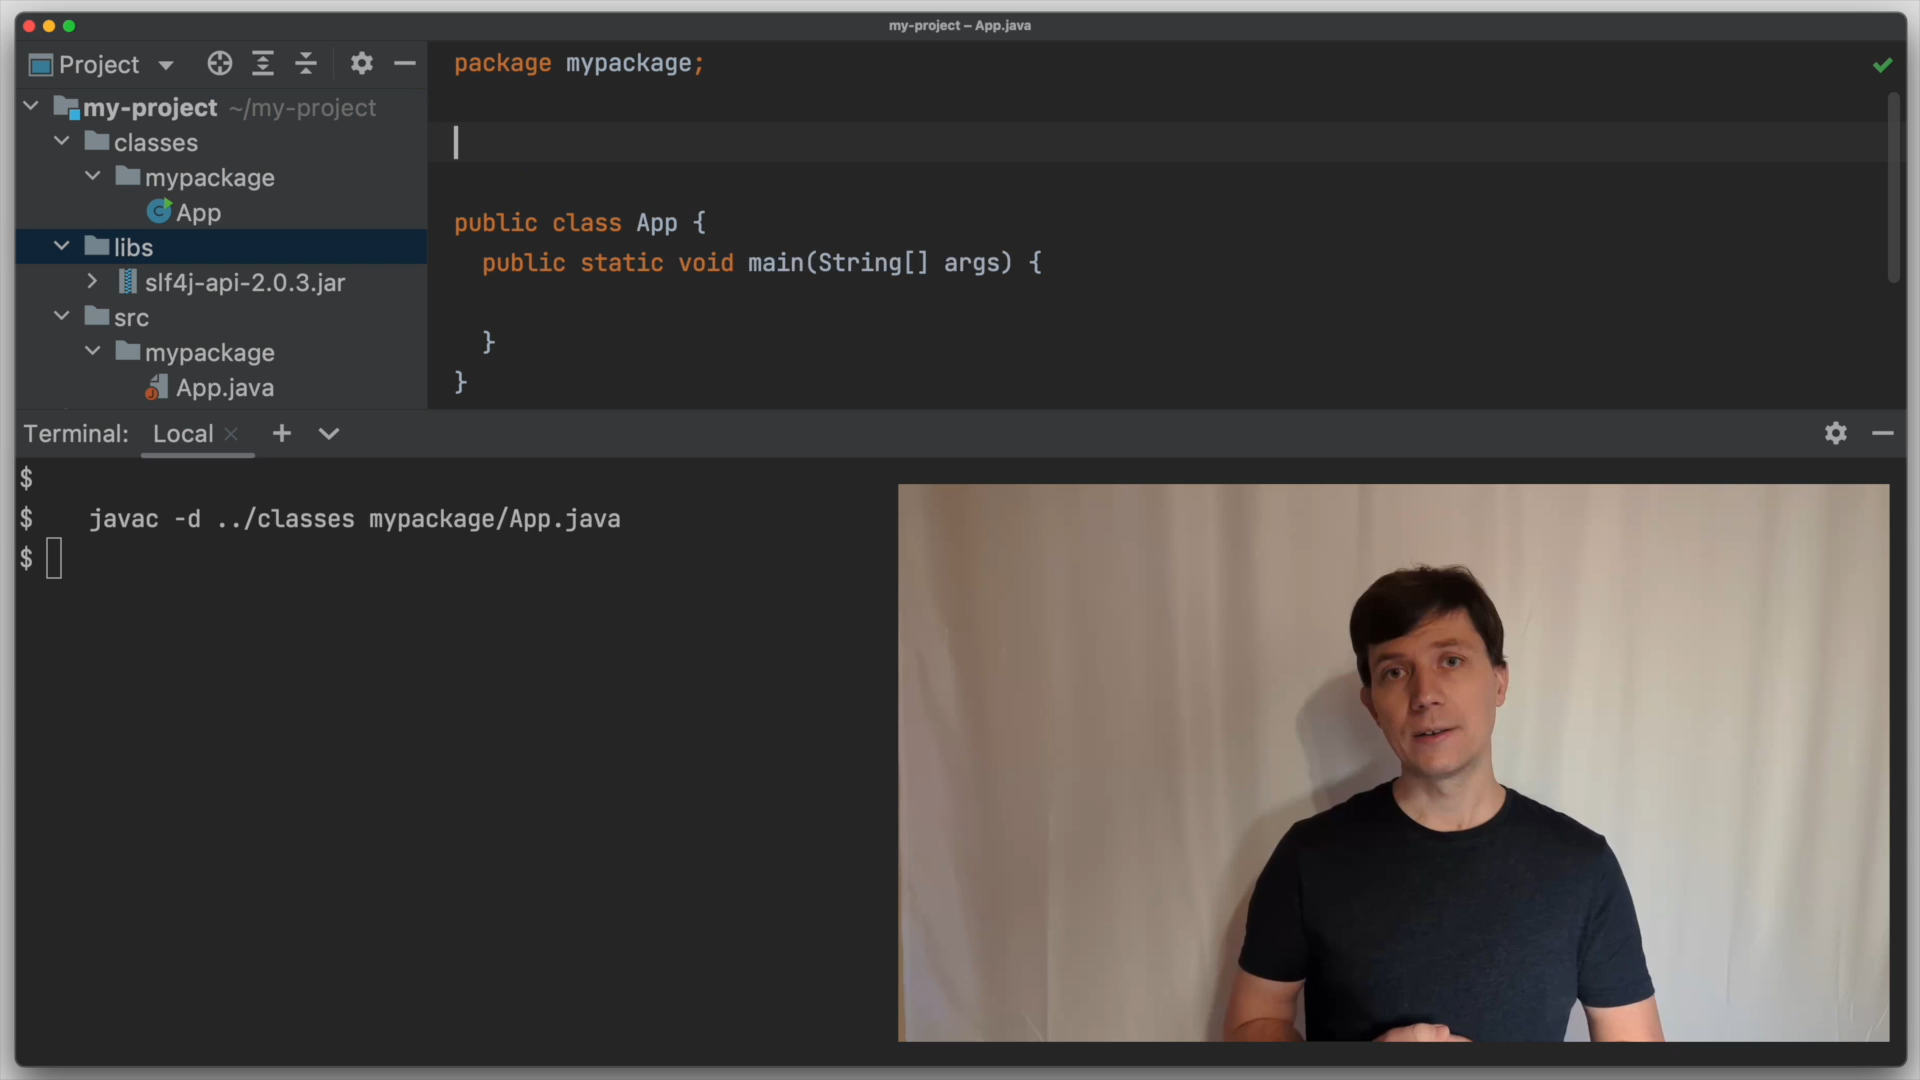 my-project – App.java
Project
my-project ~/my-project
classes
mypackage
App
libs
slf4j-api-2.0.3.jar
src
mypackage
App.java
package mypackage;
public class App {
public static void main(String[] args) {
}
}
Terminal: Local
$
$ javac -d ../classes mypackage/App.java
$